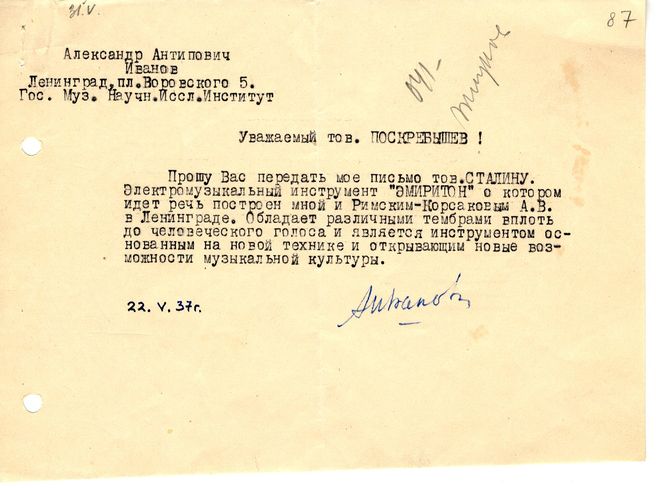 31.V.
87
Александр Антипович
Иванов
Ленинград,пл.Воровского 5.
Гос. Муз. Научн.Иссл.Институт
Уважаемый тов. ПОСКРЕБЫШЕВ !
Прошу Вас передать мое письмо тов.СТАЛИНУ.
Электромузыкальный инструмент "ЭМИРИТОН" о котором
идет речь построен мной и Римским-Корсаковым А.В.
в Ленинграде. Обладает различными тембрами вплоть
до человеческого голоса и является инструментом ос-
нованным на новой технике и открывающим новые воз-
можности музыкальной культуры.
22. V. 37г.
АИванов